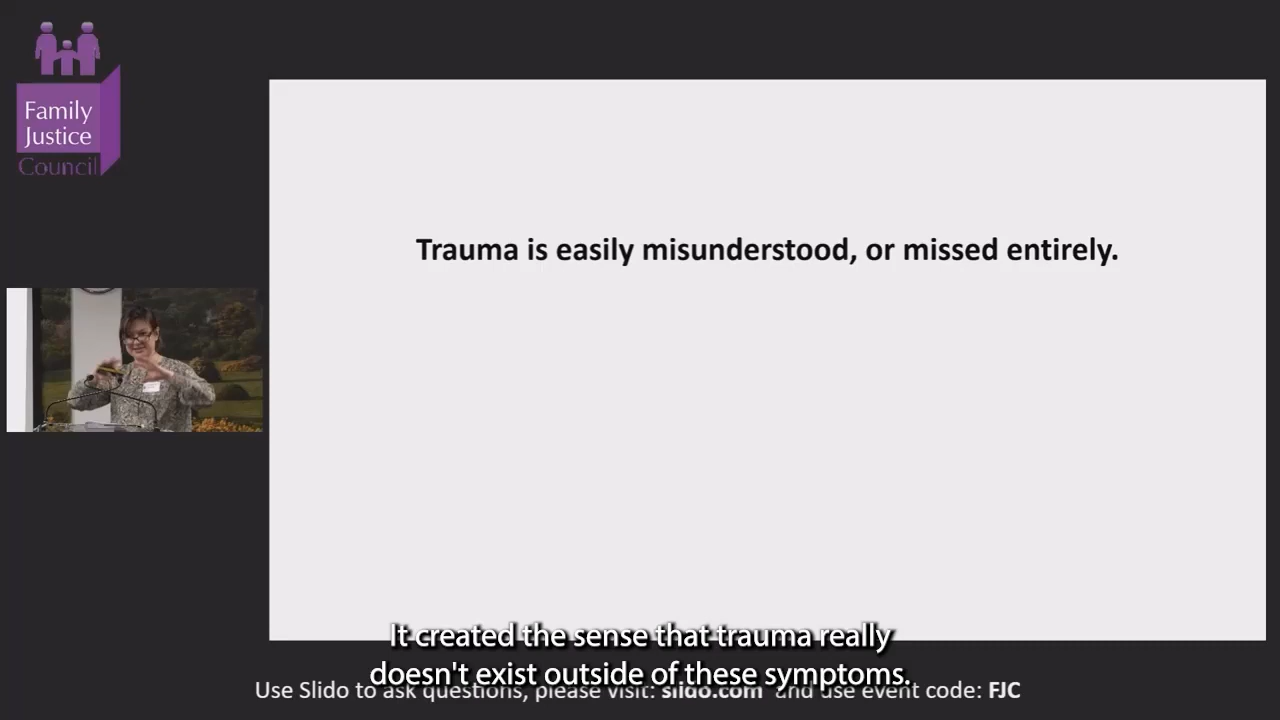 Family
Justice
Council
Trauma is easily misunderstood, or missed entirely.
It created the sense that trauma really
doesn't exist outside of these symptoms.
Use Slido to ask questions, please visit: slido.com and use event code: FJC